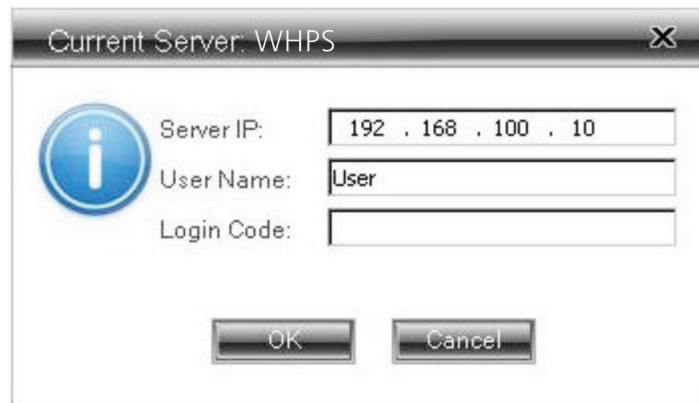 Current Server: WHPS
Server IP: 192 . 168 . 100 . 10
User Name: User
Login Code:
OK Cancel